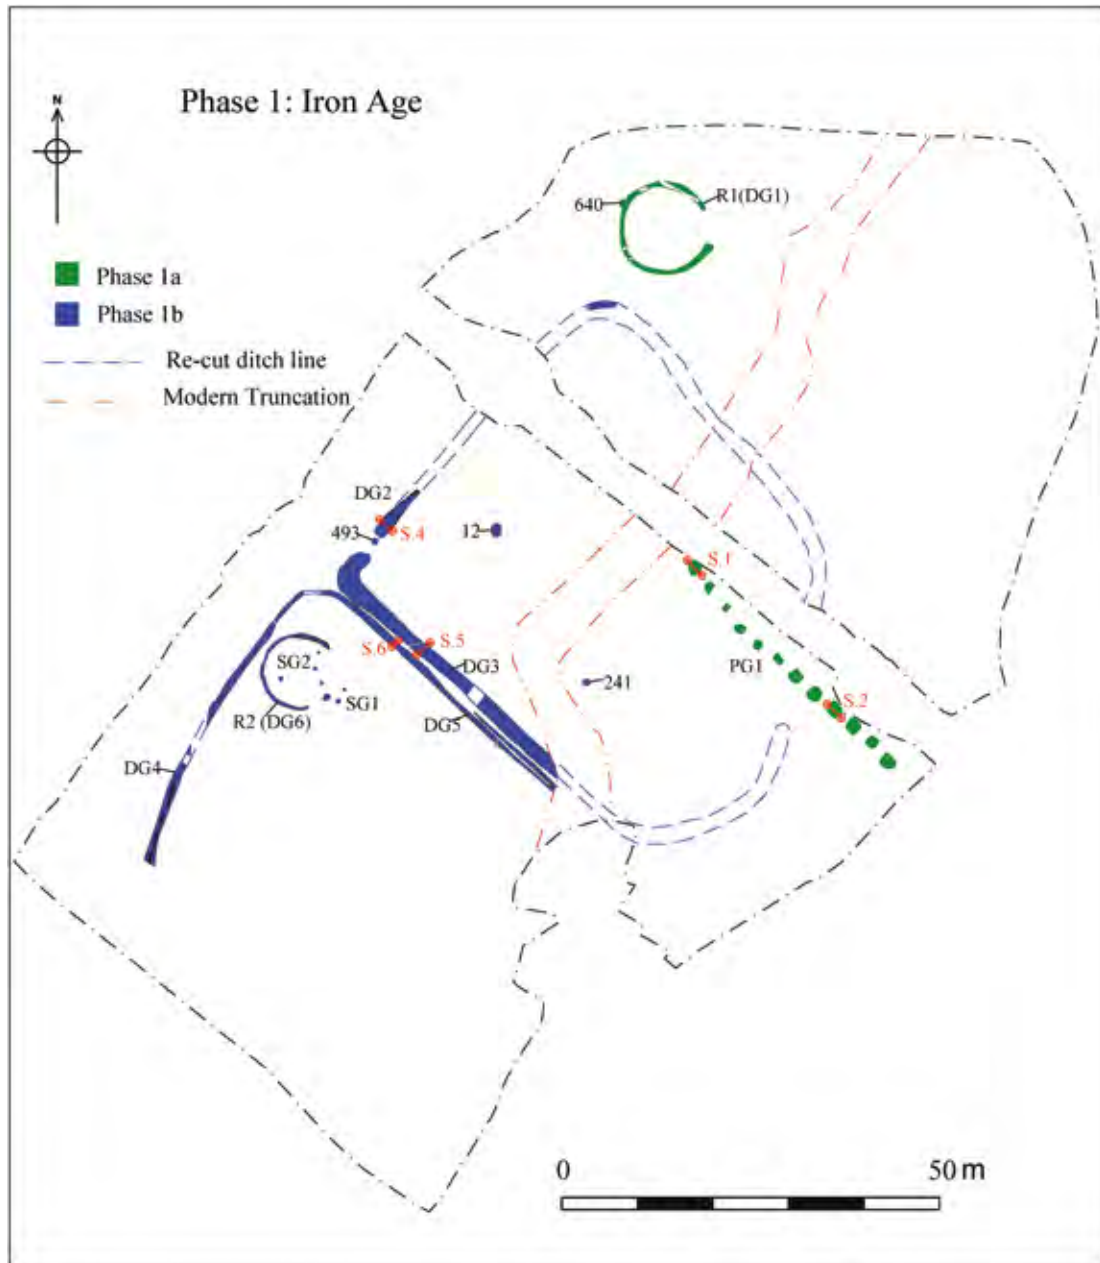 Phase 1: Iron Age
N
Phase 1a
Phase 1b
Re-cut ditch line
Modern Truncation
640
R1(DG1)
DG2
S.4
493
12
S.1
S.6
S.5
SG2
DG3
PG1
241
SG1
S.2
R2 (DG6)
DG5
DG4
0
50 m